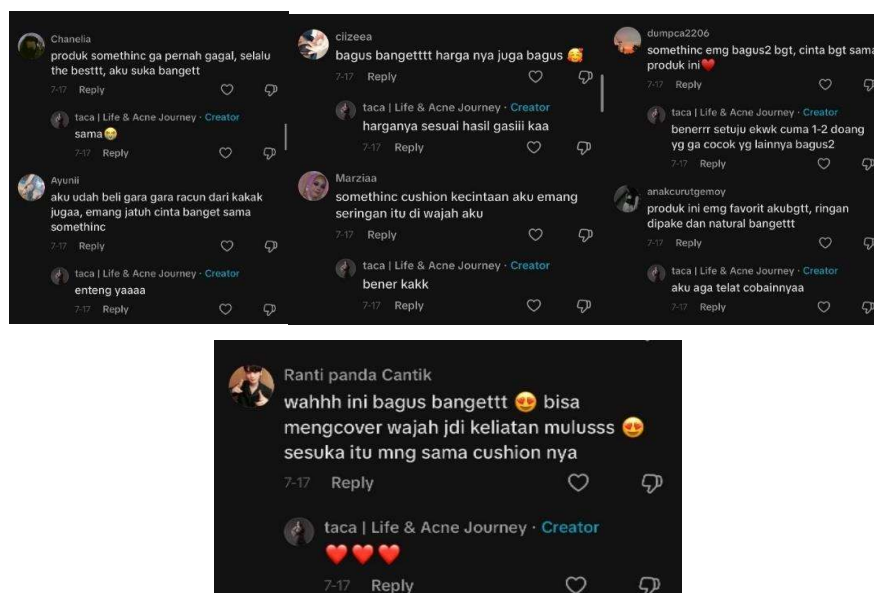 Chanelia
produk somethinc ga pernah gagal, selalu
the besttt, aku suka bangett
7-17 Reply
taca | Life & Acne Journey · Creator
sama😭
7-17 Reply
Ayunii
aku udah beli gara gara racun dari kakak
jugaa, emang jatuh cinta banget sama
somethinc
7-17 Reply
taca | Life & Acne Journey · Creator
enteng yaaaa
7-17 Reply
ciizeea
bagus bangetttt harga nya juga bagus 🥰
7-17 Reply
taca | Life & Acne Journey · Creator
harganya sesuai hasil gasiii kaa
7-17 Reply
Marziaa
somethinc cushion kecintaan aku emang
seringan itu di wajah aku
7-17 Reply
taca | Life & Acne Journey · Creator
bener kakk
7-17 Reply
dumpca2206
somethinc emg bagus2 bgt, cinta bgt sama
produk ini❤️
7-17 Reply
taca | Life & Acne Journey · Creator
benerrr setuju ekwk cuma 1-2 doang
yg ga cocok yg lainnya bagus2
7-17 Reply
anakcurutgemoy
produk ini emg favorit akubgtt, ringan
dipake dan natural bangettt
7-17 Reply
taca | Life & Acne Journey · Creator
aku aga telat cobainnyaa
7-17 Reply
Ranti panda Cantik
wahhh ini bagus bangettt 😍 bisa
mengcover wajah jdi keliatan mulusss 😍
sesuka itu mng sama cushion nya
7-17 Reply
taca | Life & Acne Journey · Creator
❤️❤️❤️
7-17 Reply